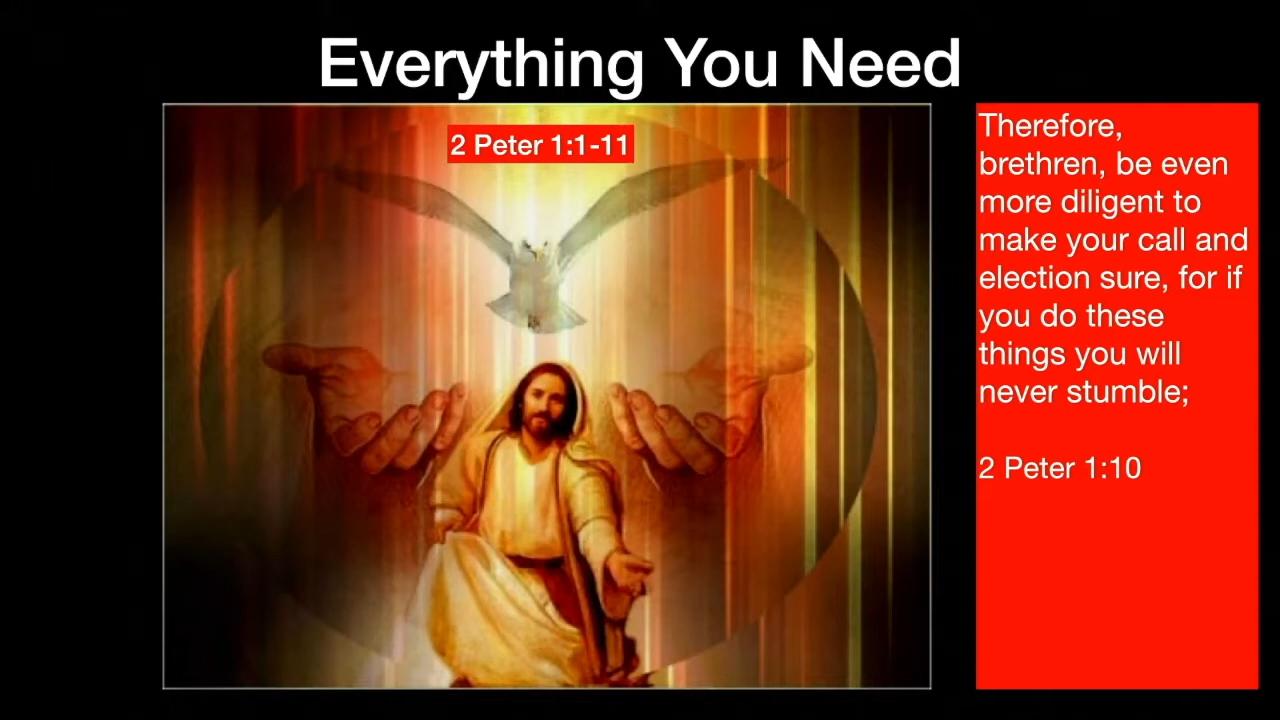 Everything You Need
2 Peter 1:1-11
Therefore,
brethren, be even
more diligent to
make your call and
election sure, for if
you do these
things you will
never stumble;
2 Peter 1:10